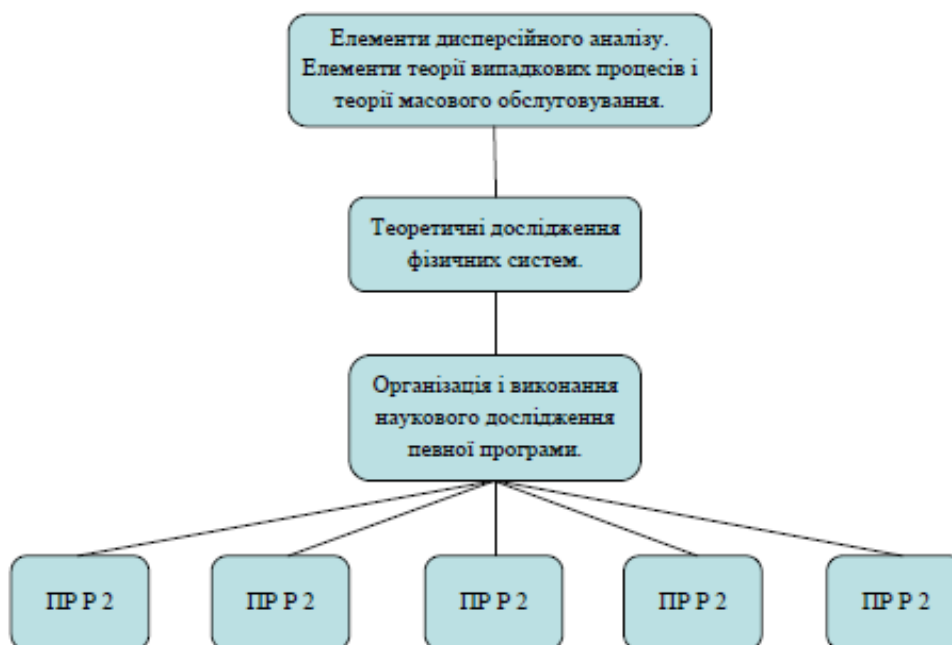 Елементи дисперсійного аналізу.
Елементи теорії випадкових процесів і
теорії масового обслуговування.
Теоретичні дослідження
фізичних систем.
Організація і виконання
наукового дослідження
певної програми.
ПР Р 2
ПР Р 2
ПР Р 2
ПР Р 2
ПР Р 2